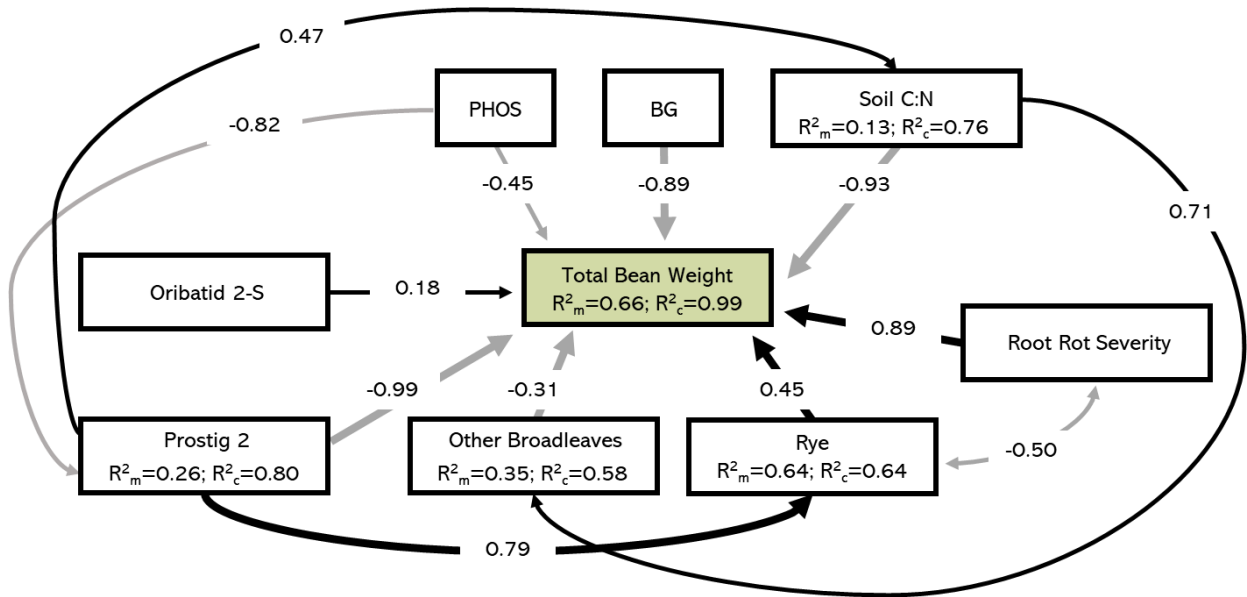 0.47
PHOS
BG
Soil C:N
R²m=0.13; R²c=0.76
-0.82
-0.45
-0.89
-0.93
0.71
Oribatid 2-S
0.18
Total Bean Weight
R²m=0.66; R²c=0.99
0.89
Root Rot Severity
-0.99
-0.31
0.45
Prostig 2
R²m=0.26; R²c=0.80
Other Broadleaves
R²m=0.35; R²c=0.58
Rye
R²m=0.64; R²c=0.64
-0.50
0.79